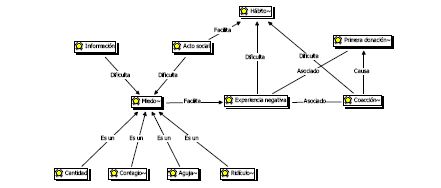 Hábito~
Facilita
Información
Acto social
Primera donación~
Dificulta
Dificulta
Asociado
Dificulta
Dificulta
Causa
Miedo~
Facilita
Experiencia negativa
Asociado
Coacción~
Es un
Es un
Es un
Es un
Cantidad
Contagio~
Aguja~
Ridículo~